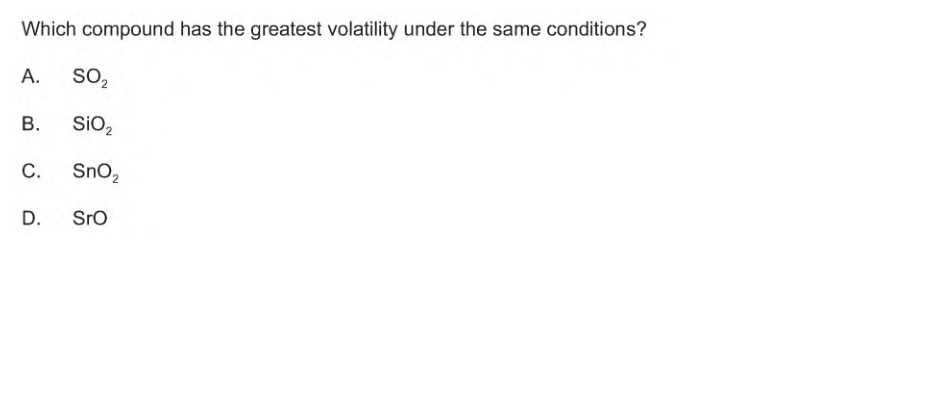 Which compound has the greatest volatility under the same conditions?
A. SO₂
B. SiO₂
C. SnO₂
D. SrO